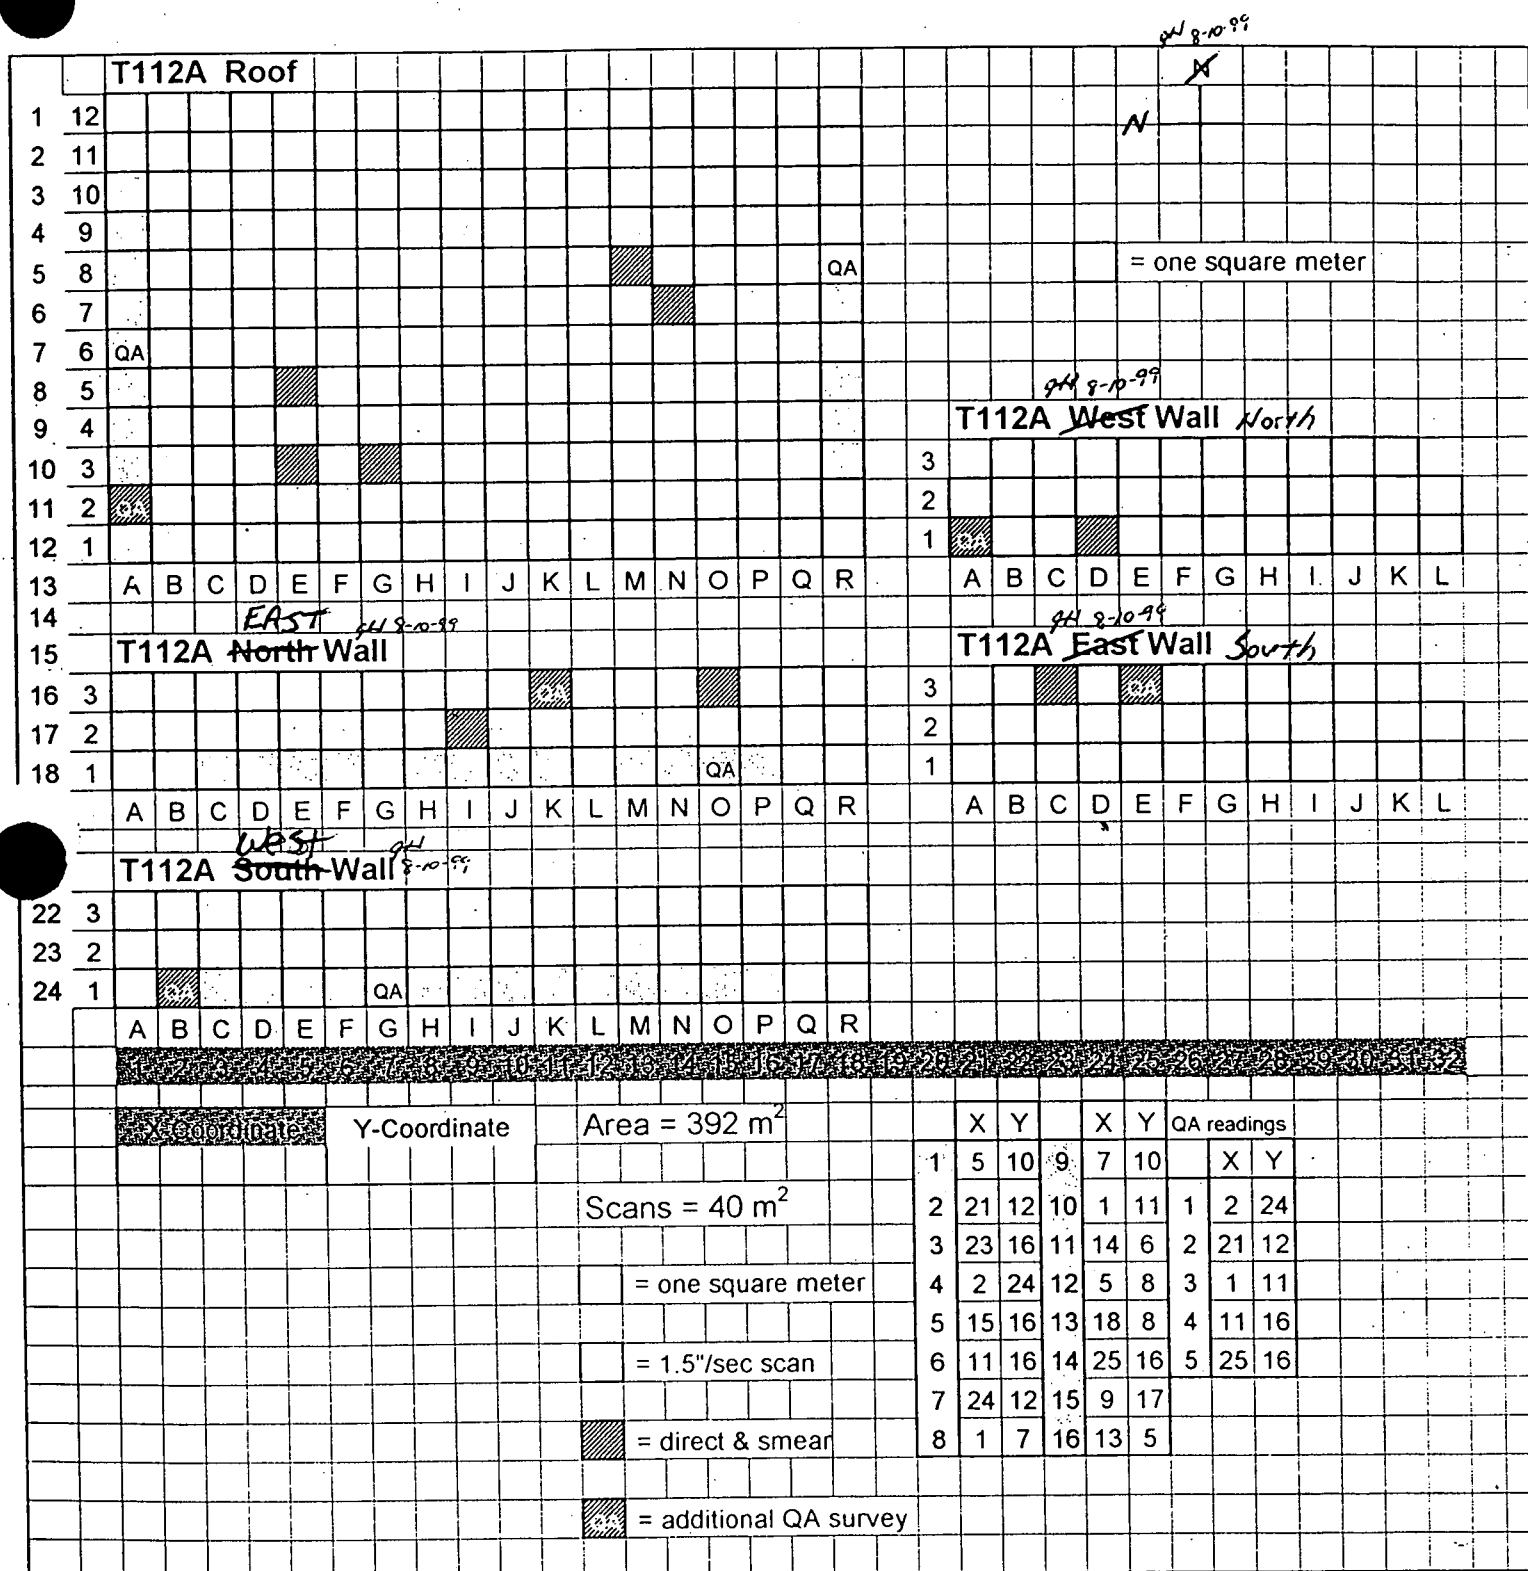 gH 8-10-99
T112A Roof N
1 12
N
2 11
3 10
4 9
5 8 QA = one square meter
6 7
7 6 QA
8 5
gH 8-10-99
9 4 T112A West Wall North
10 3 3
11 2 QA 2
12 1 1 QA
13 A B C D E F G H I J K L M N O P Q R A B C D E F G H I J K L
14 EAST gH 8-10-99 gH 8-10-99
15 T112A North Wall T112A East Wall South
16 3 QA 3 QA
17 2 2
18 1 QA 1
A B C D E F G H I J K L M N O P Q R A B C D E F G H I J K L
West gH
T112A South Wall 8-10-99
22 3
23 2
24 1 QA QA
A B C D E F G H I J K L M N O P Q R
1 2 3 4 5 6 7 8 9 10 11 12 13 14 15 16 17 18 19 20 21 22 23 24 25 26 27 28 29 30 31 32
X-Coordinate Y-Coordinate Area = 392 m² X Y X Y QA readings
1 5 10 9 7 10 X Y
Scans = 40 m² 2 21 12 10 1 11 1 2 24
3 23 16 11 14 6 2 21 12
= one square meter 4 2 24 12 5 8 3 1 11
5 15 16 13 18 8 4 11 16
= 1.5"/sec scan 6 11 16 14 25 16 5 25 16
7 24 12 15 9 17
= direct & smear 8 1 7 16 13 5
QA = additional QA survey